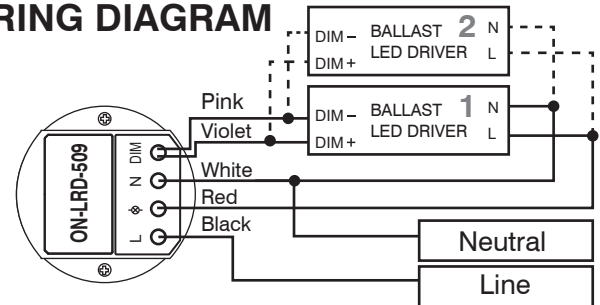 RING DIAGRAM
DIM – BALLAST 2 N
DIM + LED DRIVER L
Pink
DIM – BALLAST 1 N
DIM + LED DRIVER L
Violet
White
Red
Black
ON-LRD-509
DIM
N
L
Neutral
Line